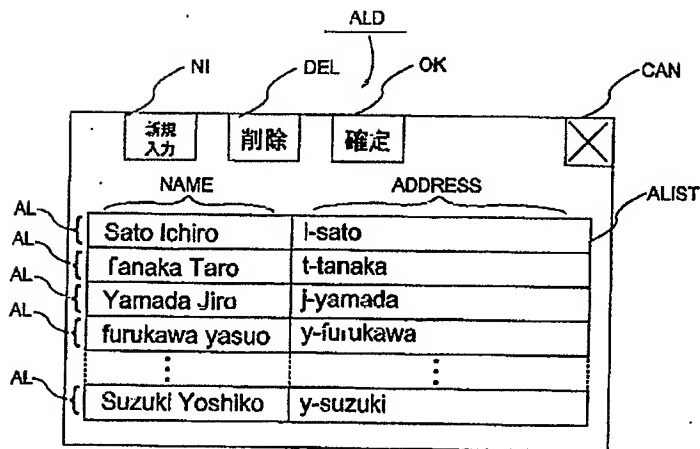 ALD
NI
DEL
OK
CAN
新規
入力
削除
確定
NAME
ADDRESS
ALIST
AL
Sato Ichiro
i-sato
AL
Tanaka Taro
t-tanaka
AL
Yamada Jiro
j-yamada
AL
furukawa yasuo
y-furukawa
AL
Suzuki Yoshiko
y-suzuki